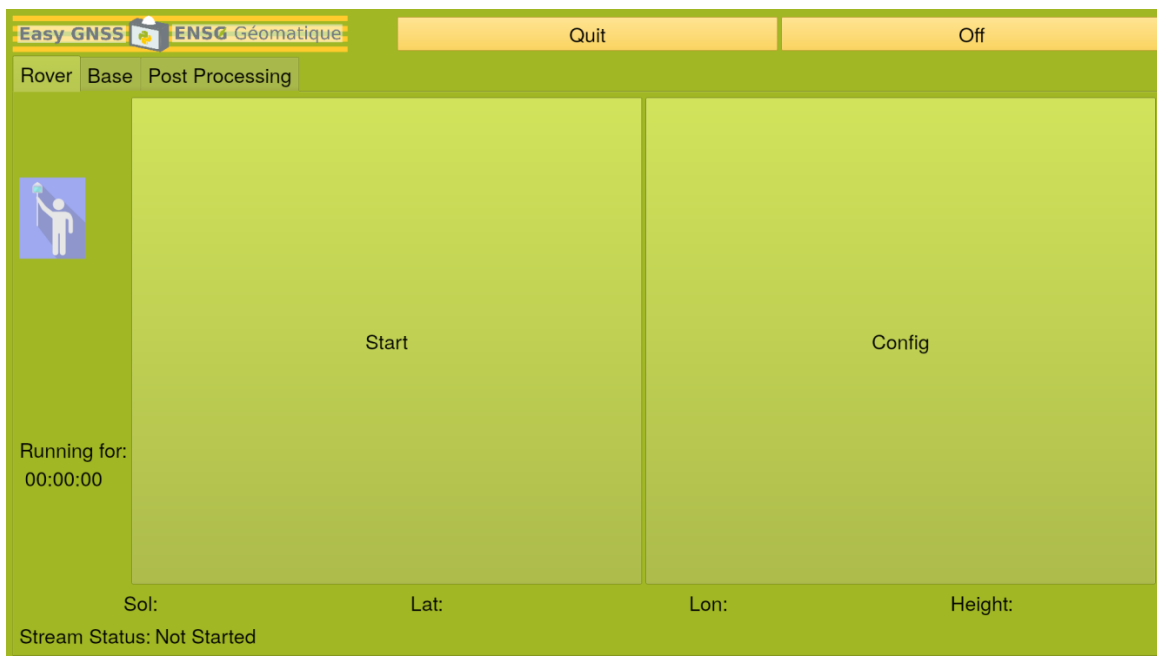 Easy GNSS ENSG Géomatique
Quit
Off
Rover
Base
Post Processing
Start
Config
Running for:
00:00:00
Sol:
Lat:
Lon:
Height:
Stream Status: Not Started